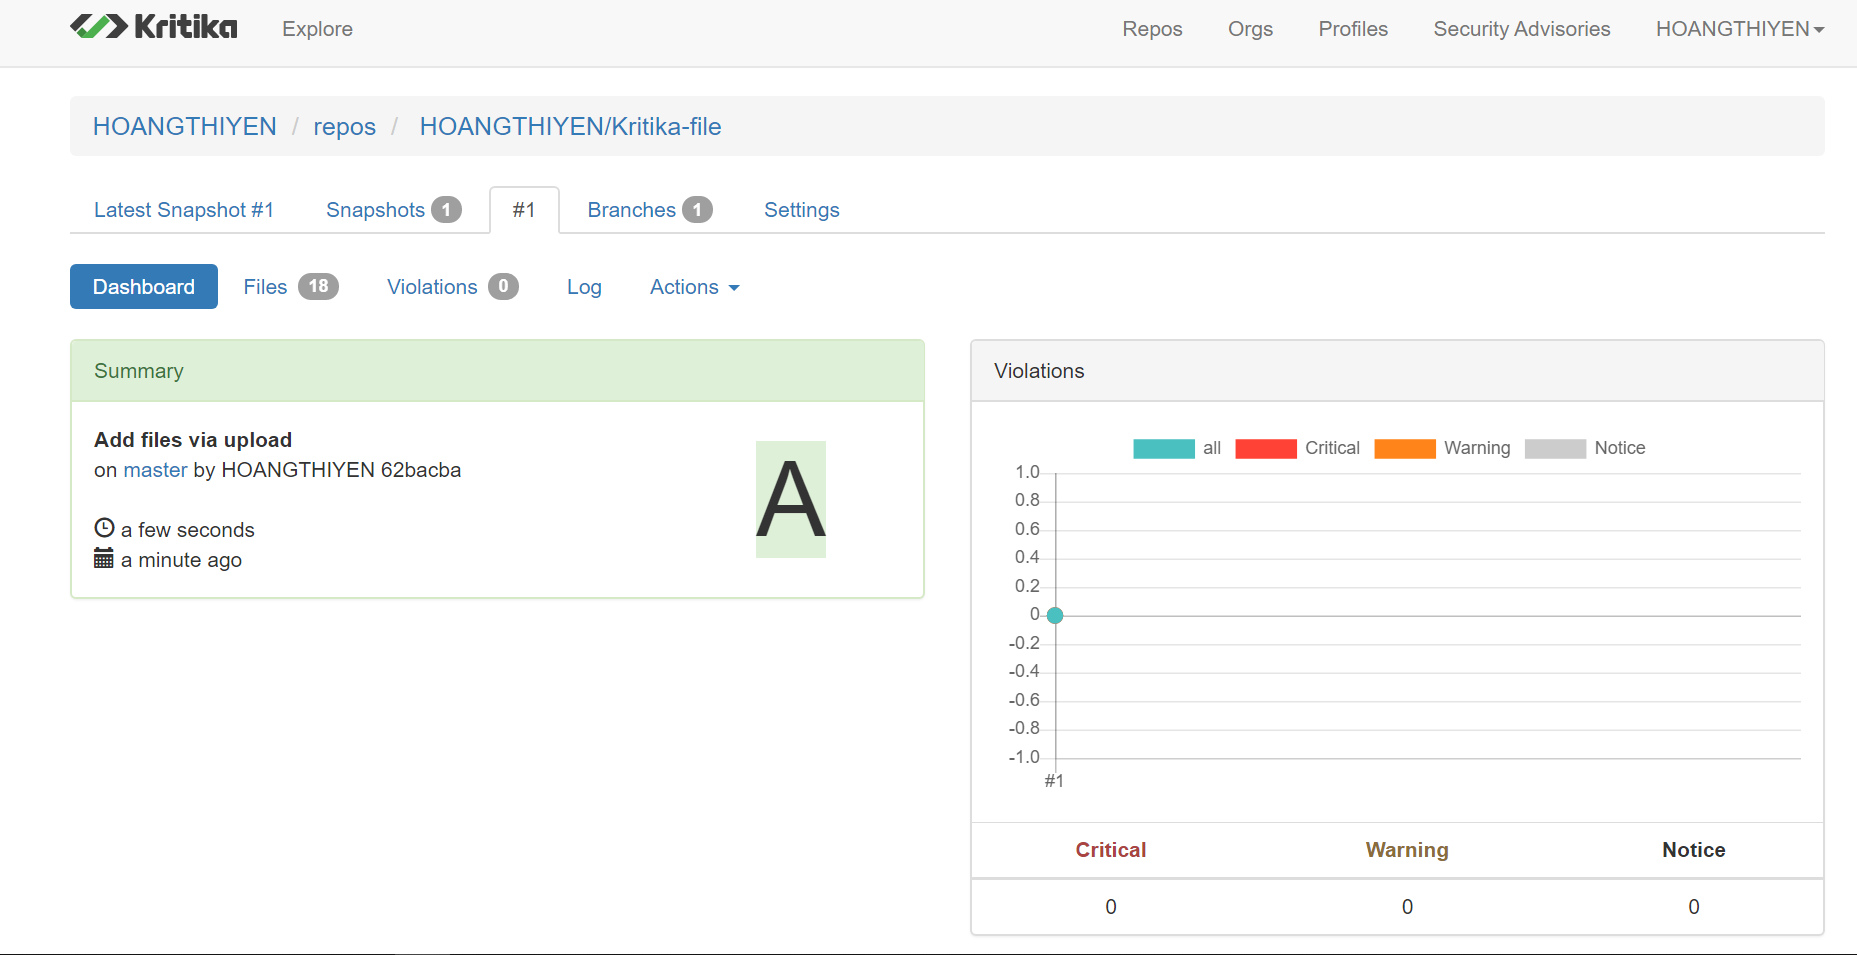 Kritika Explore Repos Orgs Profiles Security Advisories HOANGTHIYEN
HOANGTHIYEN / repos / HOANGTHIYEN/Kritika-file
Latest Snapshot #1 Snapshots 1 #1 Branches 1 Settings
Dashboard Files 18 Violations 0 Log Actions
Summary
Add files via upload
on master by HOANGTHIYEN 62bacba
a few seconds
a minute ago
A
Violations
all Critical Warning Notice
1.0
0.8
0.6
0.4
0.2
0
-0.2
-0.4
-0.6
-0.8
-1.0
#1
Critical Warning Notice
0 0 0